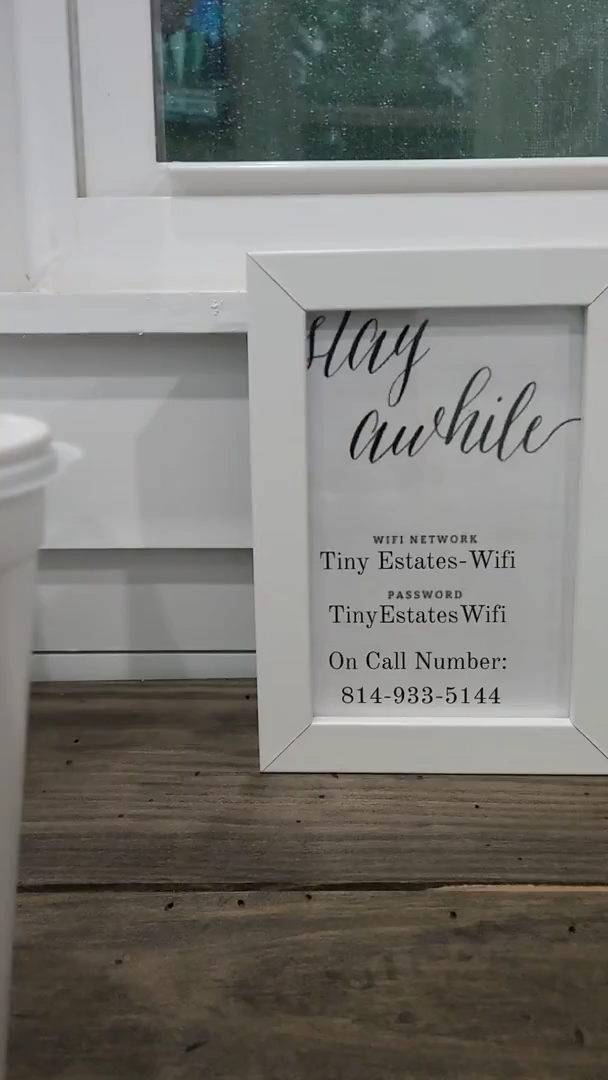 stay
awhile
WIFI NETWORK
Tiny Estates-Wifi
PASSWORD
TinyEstatesWifi
On Call Number:
814-933-5144